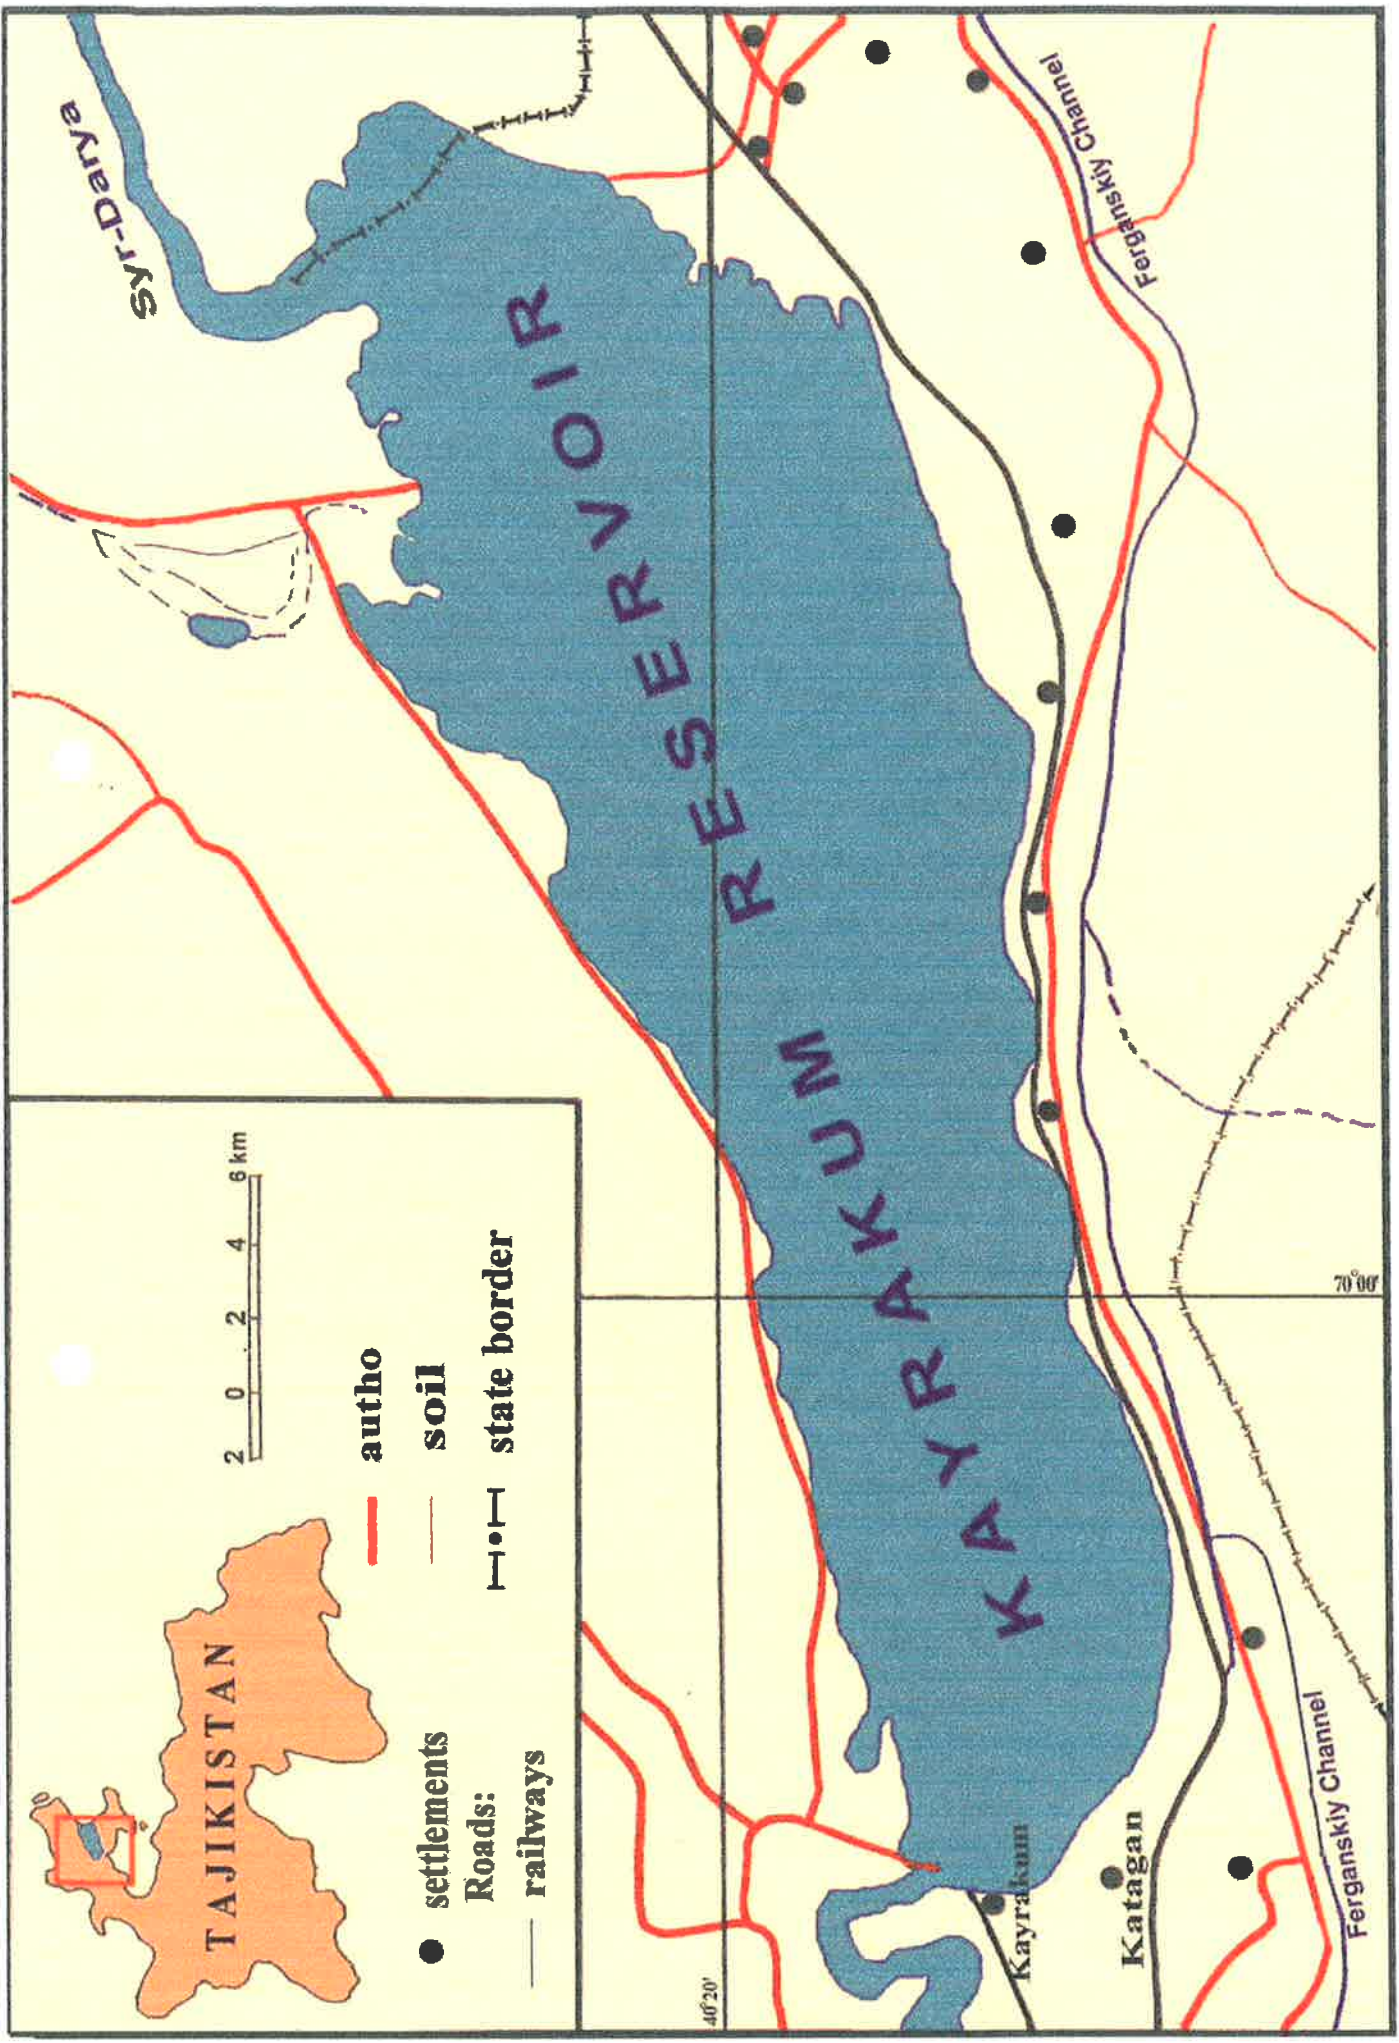 Syr-Darya
KAYRAKUM RESERVOIR
Ferganskiy Channel
Ferganskiy Channel
Kayrakum
Katagan
40°20'
70°00'
TAJIKISTAN
2 0 2 4 6 km
settlements
Roads:
railways
autho
soil
state border